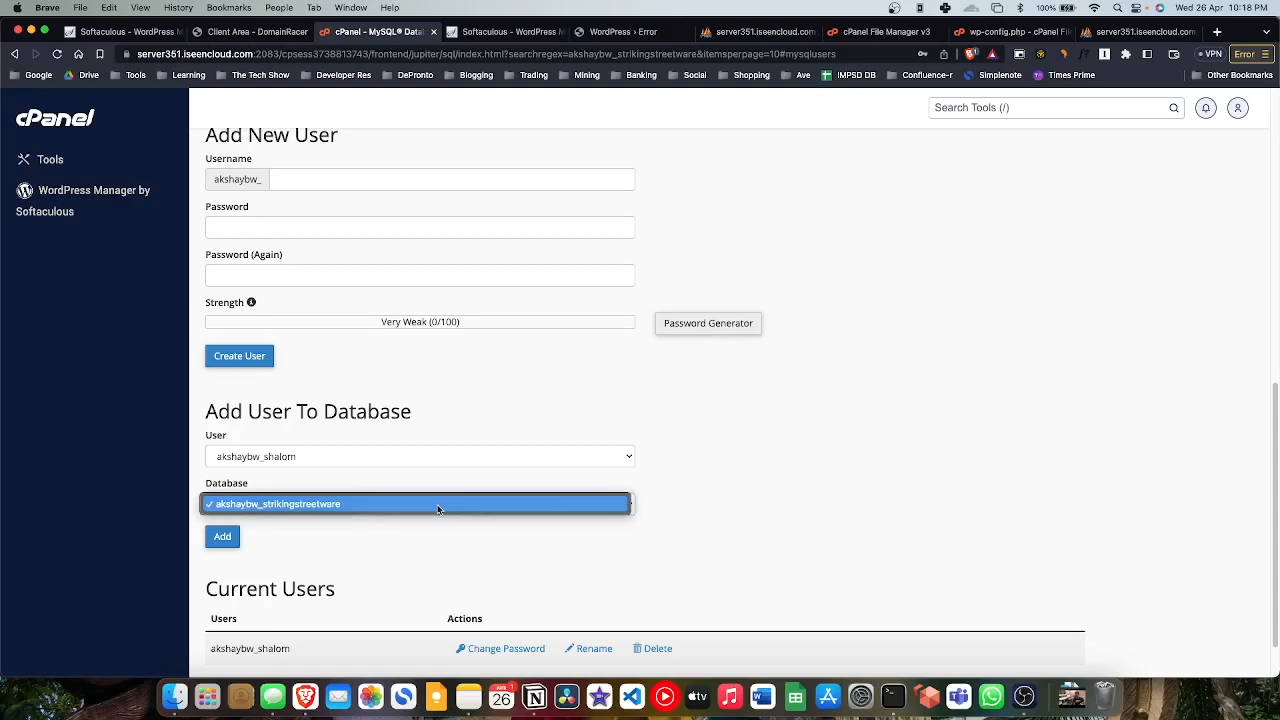 Brave File Edit View History Bookmarks People Tab Window Help 100% Wed 26 Apr 10:18 PM
Softaculous - WordPress M Client Area - DomainRacer cPanel - MySQL® Datal Softaculous - WordPress M WordPress › Error server351.iseencloud.com cPanel File Manager v3 wp-config.php - cPanel Fil server351.iseencloud.com
server351.iseencloud.com:2083/cpsess3738813743/frontend/jupiter/sql/index.html?searchregex=akshaybw_strikingstreetware&itemsperpage=10#mysqlusers VPN Error
Google Drive Tools Learning The Tech Show Developer Res DePronto Blogging Trading Mining Banking Social Shopping Ave IMPSD DB Confluence-r Simplenote Times Prime Other Bookmarks
cPanel
Search Tools (/)
Tools
WordPress Manager by
Softaculous
Add New User
Username
akshaybw_
Password
Password (Again)
Strength
Very Weak (0/100)
Password Generator
Create User
Add User To Database
User
akshaybw_shalom
Database
✓ akshaybw_strikingstreetware
Add
Current Users
Users Actions
akshaybw_shalom Change Password Rename Delete
26
tv